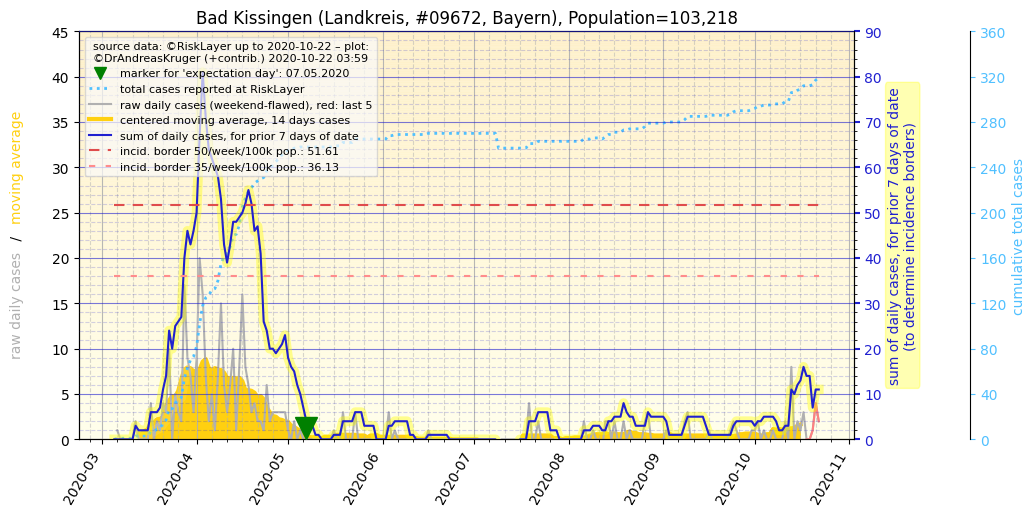 Bad Kissingen (Landkreis, #09672, Bayern), Population=103,218
source data: ©RiskLayer up to 2020-10-22 – plot:
©DrAndreasKruger (+contrib.) 2020-10-22 03:59
marker for 'expectation day': 07.05.2020
total cases reported at RiskLayer
raw daily cases (weekend-flawed), red: last 5
centered moving average, 14 days cases
sum of daily cases, for prior 7 days of date
incid. border 50/week/100k pop.: 51.61
incid. border 35/week/100k pop.: 36.13
raw daily cases / moving average
45
40
35
30
25
20
15
10
5
0
2020-03
2020-04
2020-05
2020-06
2020-07
2020-08
2020-09
2020-10
2020-11
90
80
70
60
50
40
30
20
10
0
sum of daily cases, for prior 7 days of date
(to determine incidence borders)
360
320
280
240
200
160
120
80
40
0
cumulative total cases